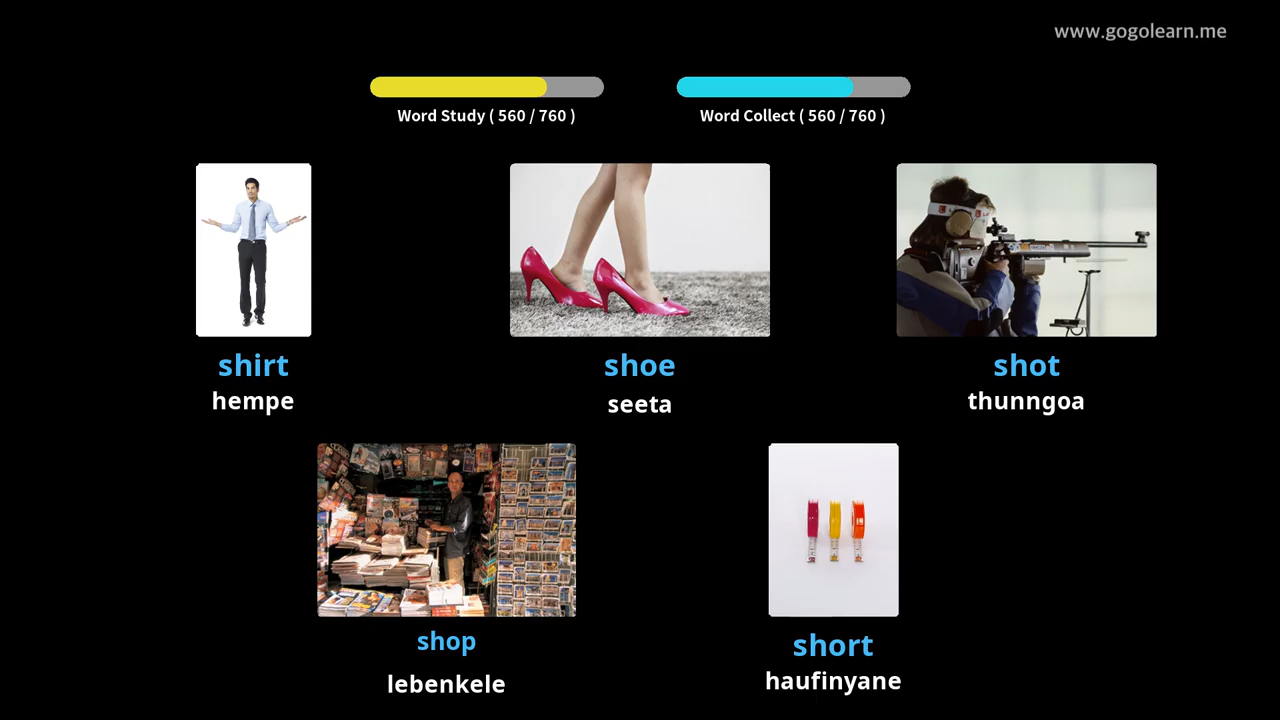 www.gogolearn.me
Word Study ( 560 / 760 )
Word Collect ( 560 / 760 )
shirt
hempe
shoe
seeta
shot
thunngoa
shop
lebenkele
short
haufinyane